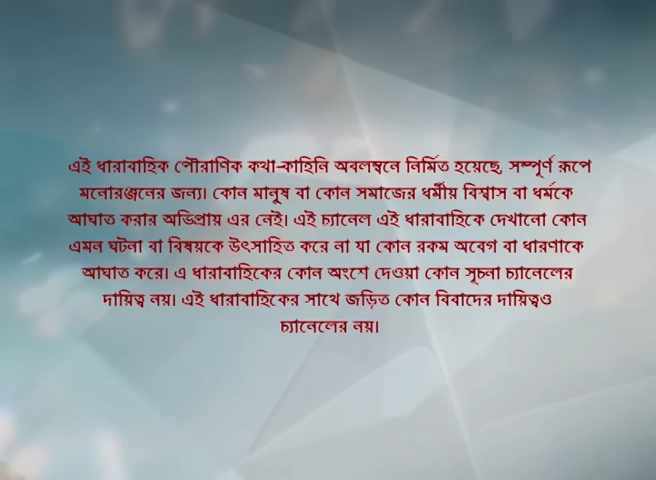 এই ধারাবাহিক পৌরাণিক কথা-কাহিনি অবলম্বনে নির্মিত হয়েছে, সম্পূর্ণ রূপে
মনোরঞ্জনের জন্য। কোন মানুষ বা কোন সমাজের ধর্মীয় বিশ্বাস বা ধর্মকে
আঘাত করার অভিপ্রায় এর নেই। এই চ্যানেল এই ধারাবাহিকে দেখানো কোন
এমন ঘটনা বা বিষয়কে উৎসাহিত করে না যা কোন রকম অবেগ বা ধারণাকে
আঘাত করে। এ ধারাবাহিকের কোন অংশে দেওয়া কোন সূচনা চ্যানেলের
দায়িত্ব নয়। এই ধারাবাহিকের সাথে জড়িত কোন বিবাদের দায়িত্বও
চ্যানেলের নয়।